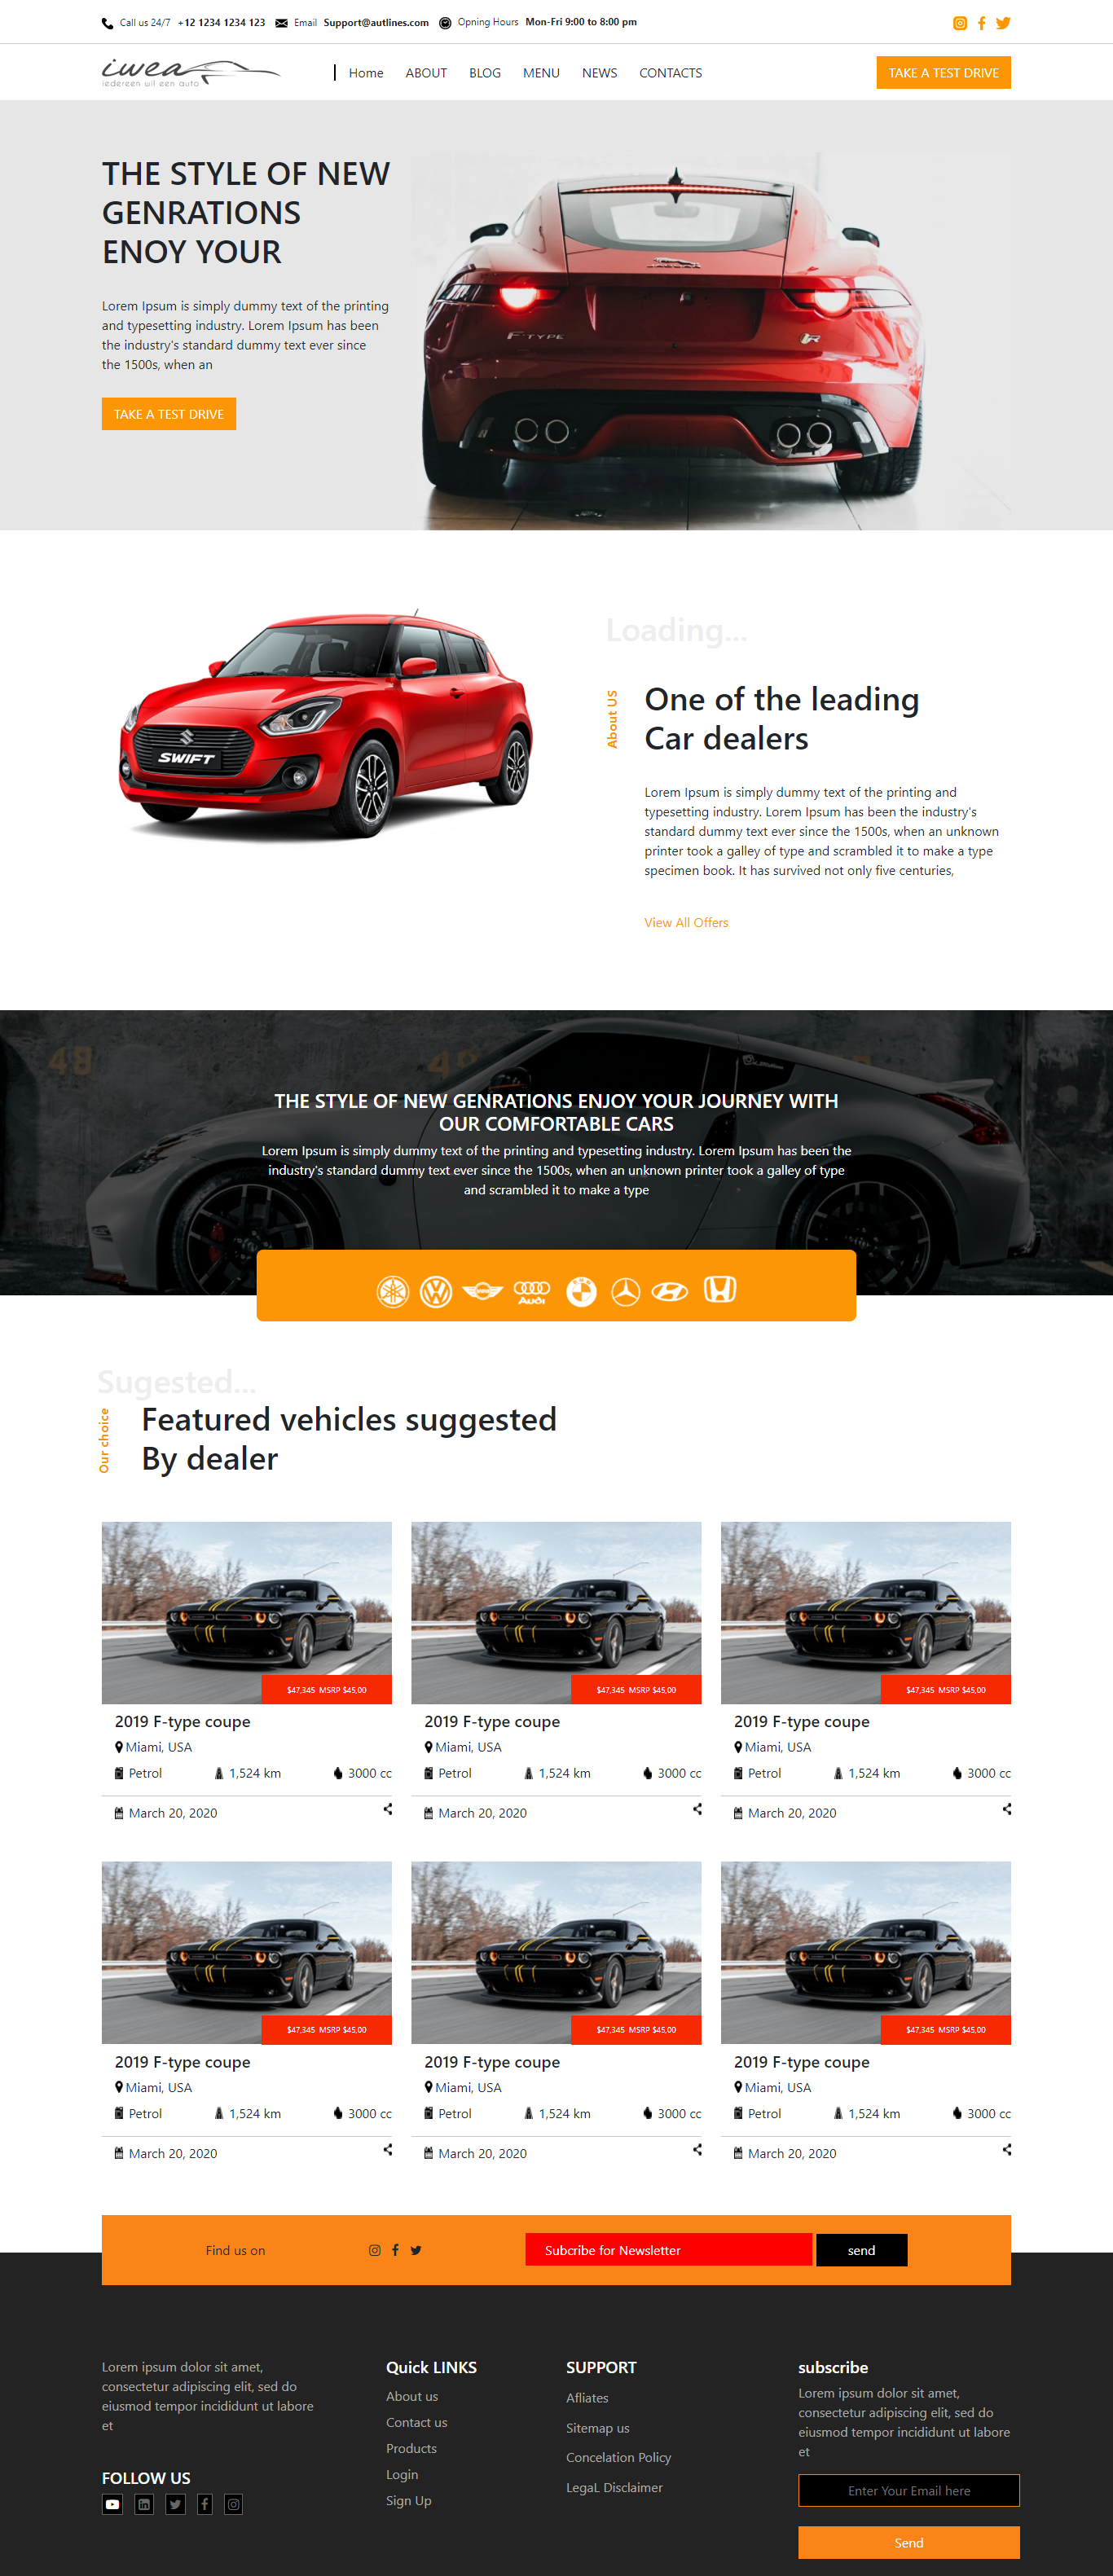 Call us 24/7 +12 1234 1234 123 Email Support@autlines.com Opning Hours Mon-Fri 9:00 to 8:00 pm
iwea
iedereen wil een auto
Home ABOUT BLOG MENU NEWS CONTACTS
TAKE A TEST DRIVE
THE STYLE OF NEW
GENRATIONS
ENOY YOUR
Lorem Ipsum is simply dummy text of the printing
and typesetting industry. Lorem Ipsum has been
the industry's standard dummy text ever since
the 1500s, when an
TAKE A TEST DRIVE
F-TYPE
R
SWIFT
Loading...
About US
One of the leading
Car dealers
Lorem Ipsum is simply dummy text of the printing and
typesetting industry. Lorem Ipsum has been the industry's
standard dummy text ever since the 1500s, when an unknown
printer took a galley of type and scrambled it to make a type
specimen book. It has survived not only five centuries,
View All Offers
48
THE STYLE OF NEW GENRATIONS ENJOY YOUR JOURNEY WITH
OUR COMFORTABLE CARS
Lorem Ipsum is simply dummy text of the printing and typesetting industry. Lorem Ipsum has been the
industry's standard dummy text ever since the 1500s, when an unknown printer took a galley of type
and scrambled it to make a type
Audi
Sugested...
Our choice
Featured vehicles suggested
By dealer
$47,345 MSRP $45,00
$47,345 MSRP $45,00
$47,345 MSRP $45,00
2019 F-type coupe
2019 F-type coupe
2019 F-type coupe
Miami, USA
Miami, USA
Miami, USA
Petrol 1,524 km 3000 cc
Petrol 1,524 km 3000 cc
Petrol 1,524 km 3000 cc
March 20, 2020
March 20, 2020
March 20, 2020
$47,345 MSRP $45,00
$47,345 MSRP $45,00
$47,345 MSRP $45,00
2019 F-type coupe
2019 F-type coupe
2019 F-type coupe
Miami, USA
Miami, USA
Miami, USA
Petrol 1,524 km 3000 cc
Petrol 1,524 km 3000 cc
Petrol 1,524 km 3000 cc
March 20, 2020
March 20, 2020
March 20, 2020
Find us on
Subcribe for Newsletter
send
Lorem ipsum dolor sit amet,
consectetur adipiscing elit, sed do
eiusmod tempor incididunt ut labore
et
FOLLOW US
Quick LINKS
About us
Contact us
Products
Login
Sign Up
SUPPORT
Afliates
Sitemap us
Concelation Policy
LegaL Disclaimer
subscribe
Lorem ipsum dolor sit amet,
consectetur adipiscing elit, sed do
eiusmod tempor incididunt ut labore
et
Enter Your Email here
Send